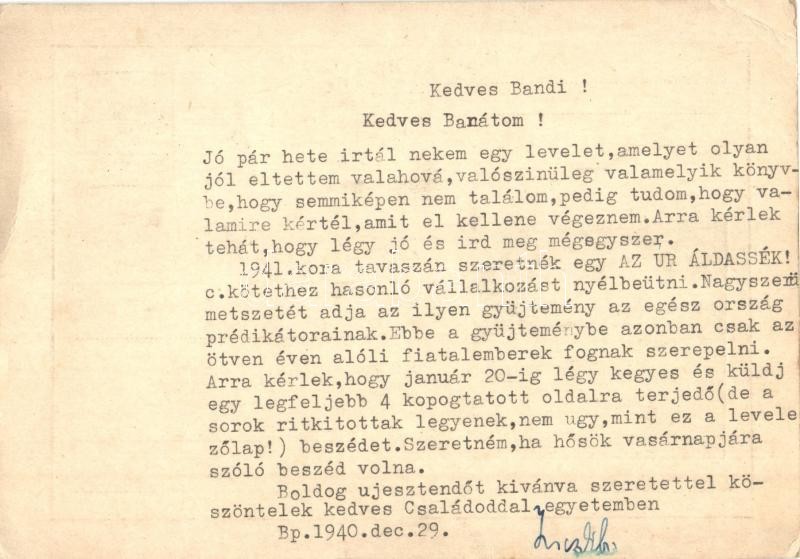 Kedves Bandi !
Kedves Banátom !
Jó pár hete irtál nekem egy levelet,amelyet olyan
jól eltettem valahová,valószinüleg valamelyik könyv-
be,hogy semmiképen nem találom,pedig tudom,hogy va-
lamire kértél,amit el kellene végeznem.Arra kérlek
tehát,hogy légy jó és ird meg mégegyszer.
1941.kora tavaszán szeretnék egy AZ UR ÁLDASSÉK!
c.kötethez hasonló vállalkozást nyélbeütni.Nagyszerü
metszetét adja az ilyen gyüjtemény az egész ország
prédikátorainak.Ebbe a gyüjteménybe azonban csak az
ötven éven alóli fiatalemberek fognak szerepelni.
Arra kérlek,hogy január 20-ig légy kegyes és küldj
egy legfeljebb 4 kopogtatott oldalra terjedő(de a
sorok ritkitottak legyenek,nem ugy,mint ez a levele
zőlap!) beszédet.Szeretném,ha hősök vasárnapjára
szóló beszéd volna.
Boldog ujesztendőt kivánva szeretettel kö-
szöntelek kedves Családoddal egyetemben
Bp.1940.dec.29.